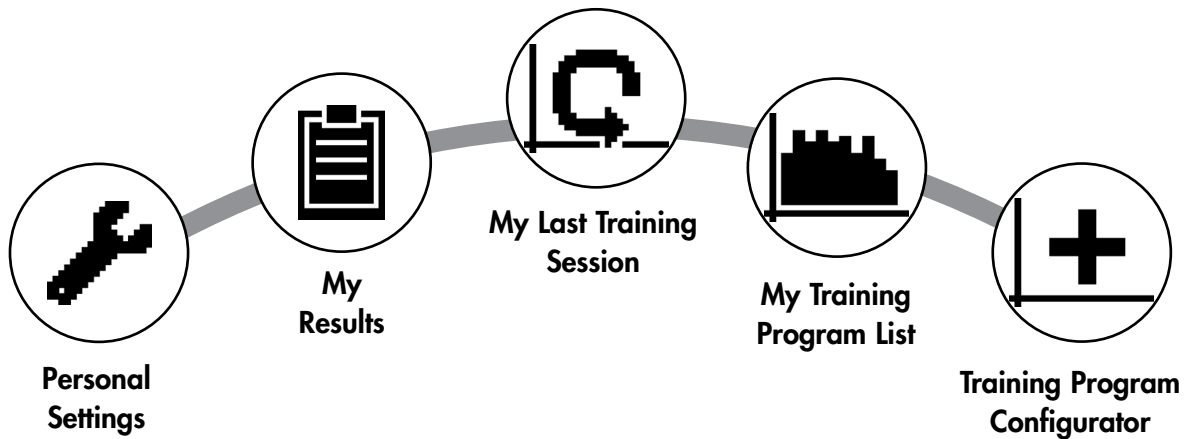 Personal
Settings
My
Results
My Last Training
Session
My Training
Program List
Training Program
Configurator